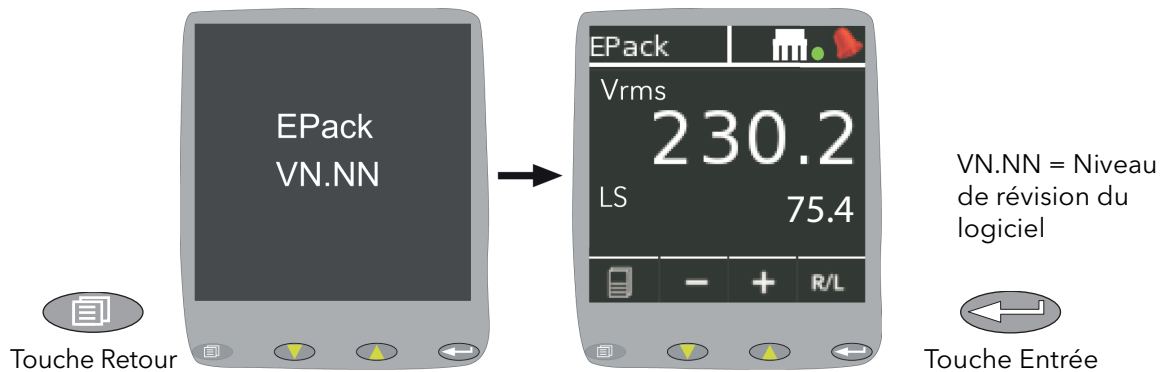 EPack
VN.NN
EPack
Vrms
230.2
LS
75.4
− + R/L
VN.NN = Niveau
de révision du
logiciel
Touche Retour
Touche Entrée